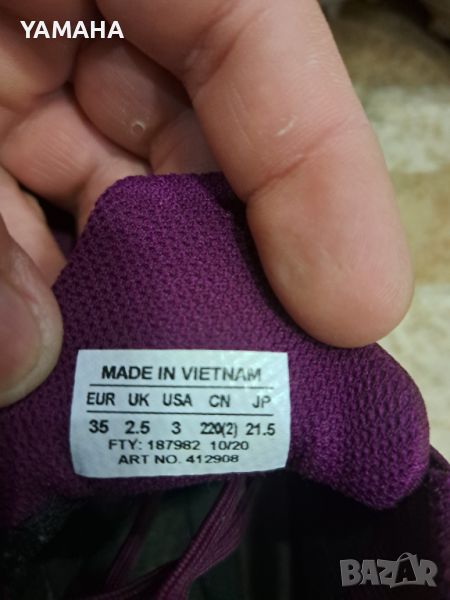 YAMAHA
MADE IN VIETNAM
EUR UK USA CN JP
35 2.5 3 220(2) 21.5
FTY: 187982 10/20
ART NO. 412908
BAZAR